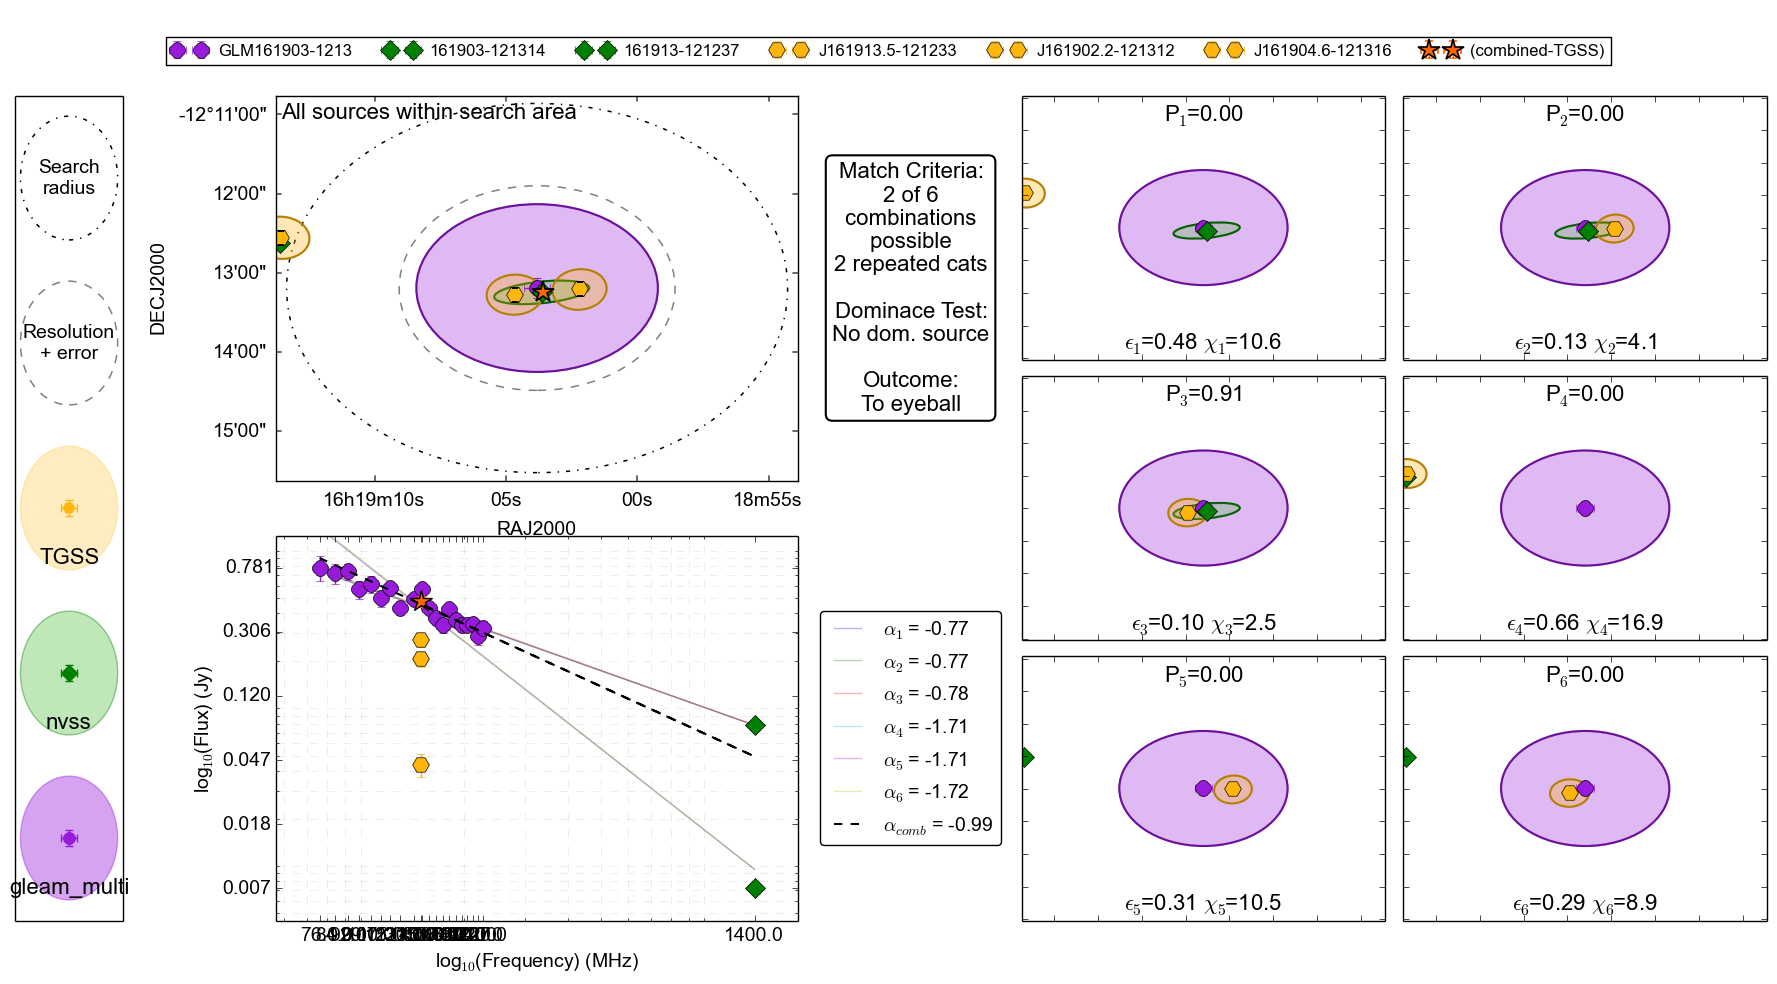 GLM161903-1213 161903-121314 161913-121237 J161913.5-121233 J161902.2-121312 J161904.6-121316 (combined-TGSS)
Search
radius
Resolution
+ error
TGSS
nvss
gleam_multi
All sources within search area
-12°11'00"
12'00"
13'00"
14'00"
15'00"
DECJ2000
16h19m10s 05s 00s 18m55s
RAJ2000
Match Criteria:
2 of 6
combinations
possible
2 repeated cats
Dominace Test:
No dom. source
Outcome:
To eyeball
0.781
0.306
0.120
0.047
0.018
0.007
log₁₀(Flux) (Jy)
1400.0
log₁₀(Frequency) (MHz)
α₁ = -0.77
α₂ = -0.77
α₃ = -0.78
α₄ = -1.71
α₅ = -1.71
α₆ = -1.72
α_comb = -0.99
P₁=0.00
ϵ₁=0.48 χ₁=10.6
P₂=0.00
ϵ₂=0.13 χ₂=4.1
P₃=0.91
ϵ₃=0.10 χ₃=2.5
P₄=0.00
ϵ₄=0.66 χ₄=16.9
P₅=0.00
ϵ₅=0.31 χ₅=10.5
P₆=0.00
ϵ₆=0.29 χ₆=8.9